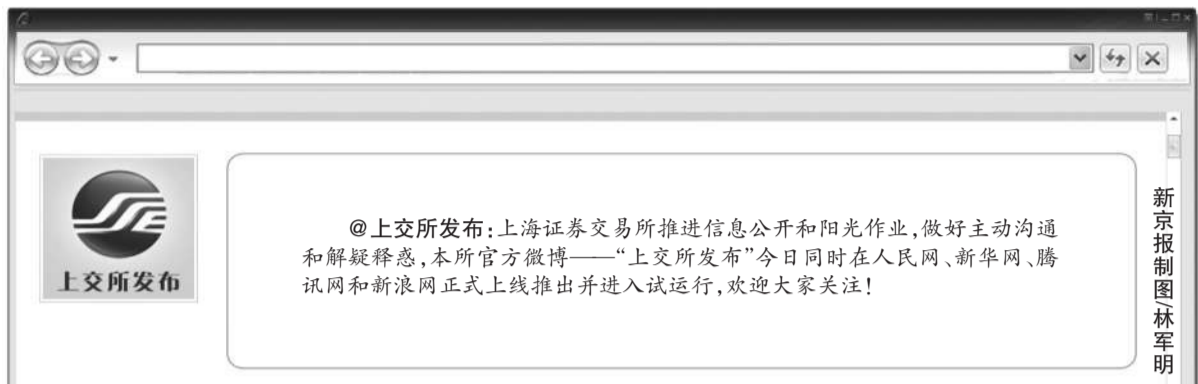 上交所发布
@上交所发布:上海证券交易所推进信息公开和阳光作业,做好主动沟通
和解疑释惑,本所官方微博——“上交所发布”今日同时在人民网、新华网、腾
讯网和新浪网正式上线推出并进入试运行,欢迎大家关注!
新京报制图/林军明